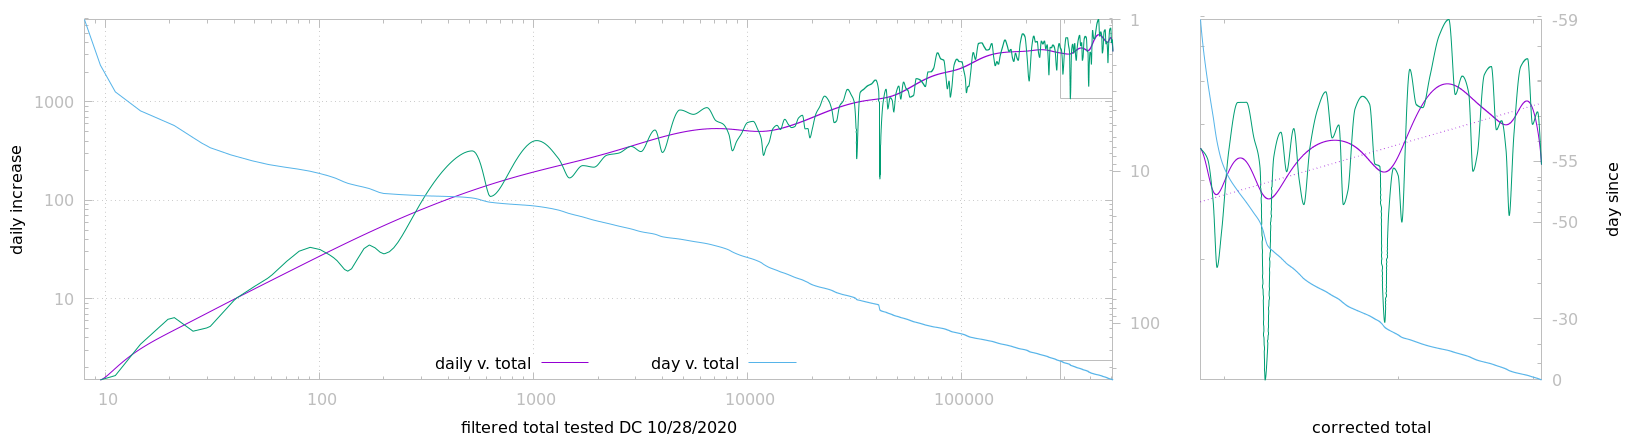 1
-59
1000
daily increase
10
-55
day since
100
-50
10
100
-30
daily v. total
day v. total
0
10
100
1000
10000
100000
filtered total tested DC 10/28/2020
corrected total